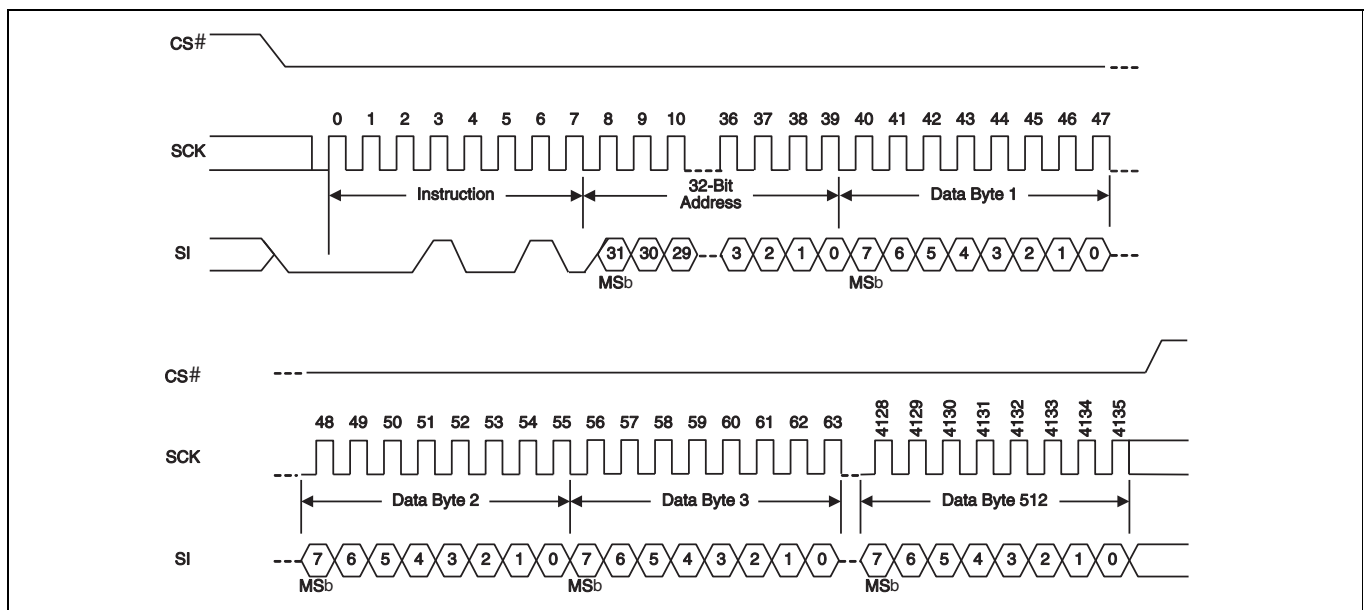 CS#
0 1 2 3 4 5 6 7 8 9 10 36 37 38 39 40 41 42 43 44 45 46 47
SCK
Instruction
32-Bit
Address
Data Byte 1
SI
31 30 29 3 2 1 0 7 6 5 4 3 2 1 0
MSb MSb
CS#
48 49 50 51 52 53 54 55 56 57 58 59 60 61 62 63 4128 4129 4130 4131 4132 4133 4134 4135
SCK
Data Byte 2 Data Byte 3 Data Byte 512
SI
7 6 5 4 3 2 1 0 7 6 5 4 3 2 1 0 7 6 5 4 3 2 1 0
MSb MSb MSb